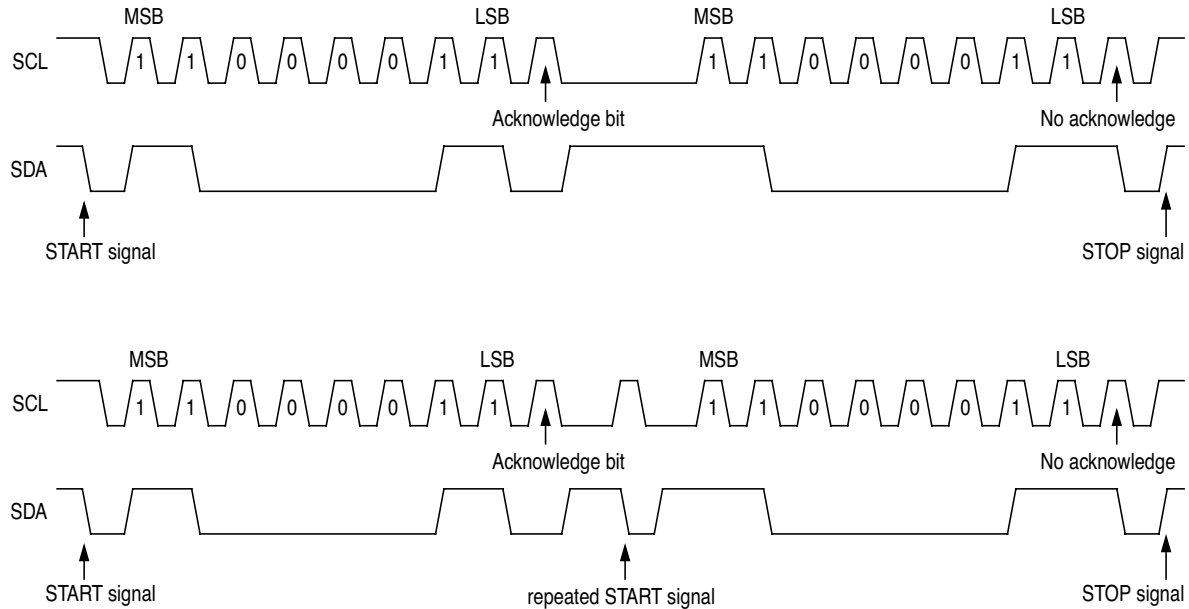 MSB LSB MSB LSB
SCL 1 1 0 0 0 0 1 1 1 1 0 0 0 0 1 1
Acknowledge bit No acknowledge
SDA
START signal STOP signal
MSB LSB MSB LSB
SCL 1 1 0 0 0 0 1 1 1 1 0 0 0 0 1 1
Acknowledge bit No acknowledge
SDA
START signal repeated START signal STOP signal